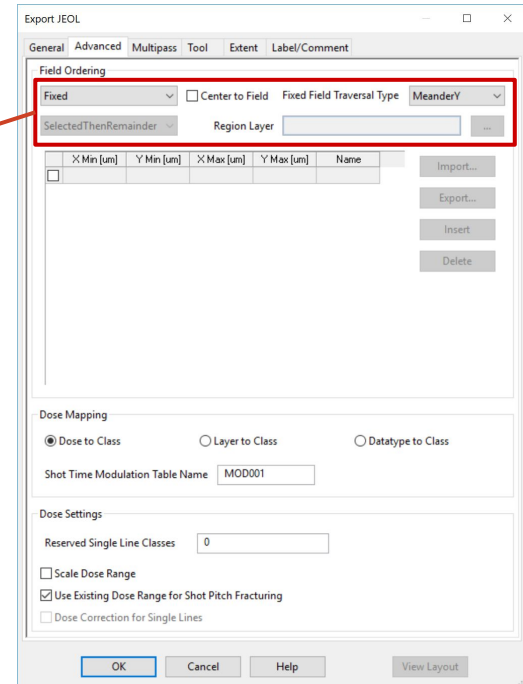 Export JEOL
General Advanced Multipass Tool Extent Label/Comment
Field Ordering
Fixed Center to Field Fixed Field Traversal Type MeanderY
SelectedThenRemainder Region Layer ...
X Min [um] Y Min [um] X Max [um] Y Max [um] Name
Import...
Export...
Insert
Delete
Dose Mapping
Dose to Class Layer to Class Datatype to Class
Shot Time Modulation Table Name MOD001
Dose Settings
Reserved Single Line Classes 0
Scale Dose Range
Use Existing Dose Range for Shot Pitch Fracturing
Dose Correction for Single Lines
OK Cancel Help View Layout